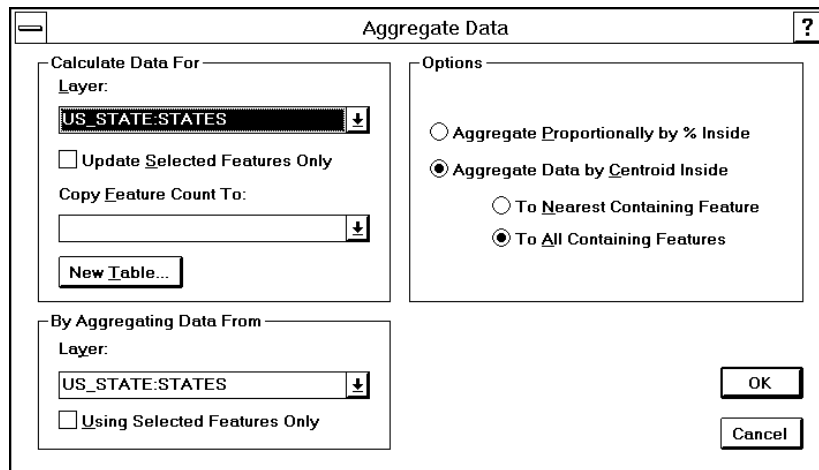 Aggregate Data
?
Calculate Data For
Layer:
US_STATE:STATES
Update Selected Features Only
Copy Feature Count To:
New Table...
By Aggregating Data From
Layer:
US_STATE:STATES
Using Selected Features Only
Options
Aggregate Proportionally by % Inside
Aggregate Data by Centroid Inside
To Nearest Containing Feature
To All Containing Features
OK
Cancel